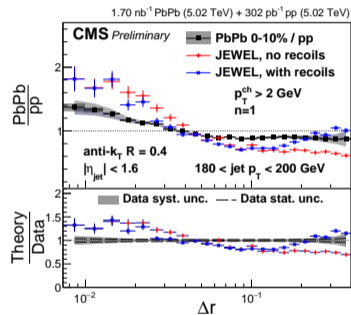 1.70 nb⁻¹ PbPb (5.02 TeV) + 302 pb⁻¹ pp (5.02 TeV)
CMS Preliminary
PbPb 0-10% / pp
JEWEL, no recoils
JEWEL, with recoils
p_T^ch > 2 GeV
n=1
anti-k_T R = 0.4
|η_jet| < 1.6
180 < jet p_T < 200 GeV
PbPb
pp
2
1
Data syst. unc.
Data stat. unc.
Theory
Data
2
1.5
1
0.5
0
10⁻²
10⁻¹
Δr